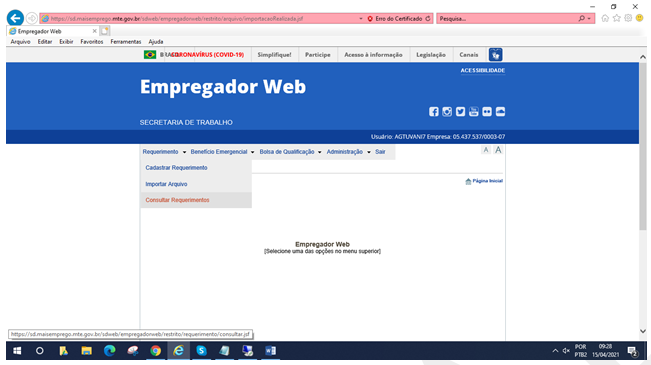 https://sd.maisemprego.mte.gov.br/sdweb/empregadorweb/restrito/arquivo/importacaoRealizada.jsf
Erro do Certificado
Pesquisa...
Empregador Web
Arquivo Editar Exibir Favoritos Ferramentas Ajuda
BRASIL CORONAVÍRUS (COVID-19) Simplifique! Participe Acesso à informação Legislação Canais
ACESSIBILIDADE
Empregador Web
SECRETARIA DE TRABALHO
Usuário: AGTUVANI7 Empresa: 05.437.537/0003-07
Requerimento Benefício Emergencial Bolsa de Qualificação Administração Sair
A A
Cadastrar Requerimento
Importar Arquivo
Consultar Requerimentos
Página Inicial
Empregador Web
[Selecione uma das opções no menu superior]
https://sd.maisemprego.mte.gov.br/sdweb/empregadorweb/restrito/requerimento/consultar.jsf
POR
PTB2
09:28
15/04/2021